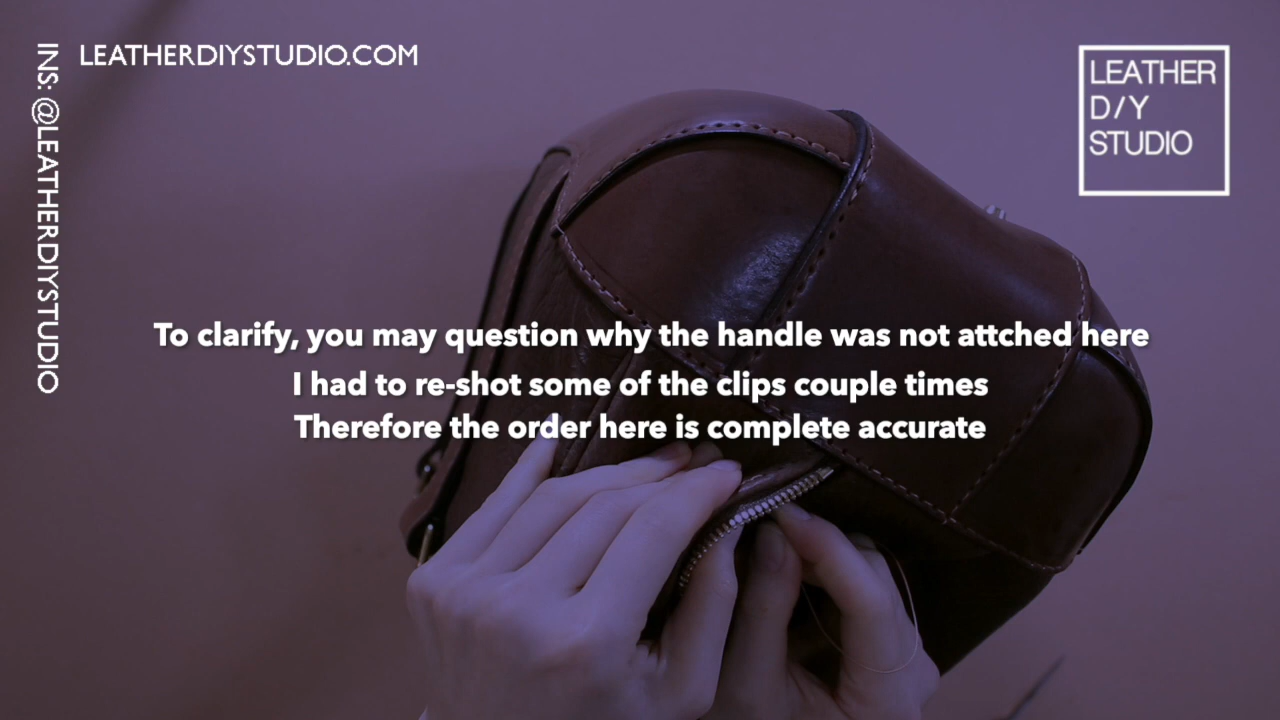 LEATHERDIYSTUDIO.COM
INS: @LEATHERDIYSTUDIO
LEATHER
D/Y
STUDIO
To clarify, you may question why the handle was not attched here
I had to re-shot some of the clips couple times
Therefore the order here is complete accurate